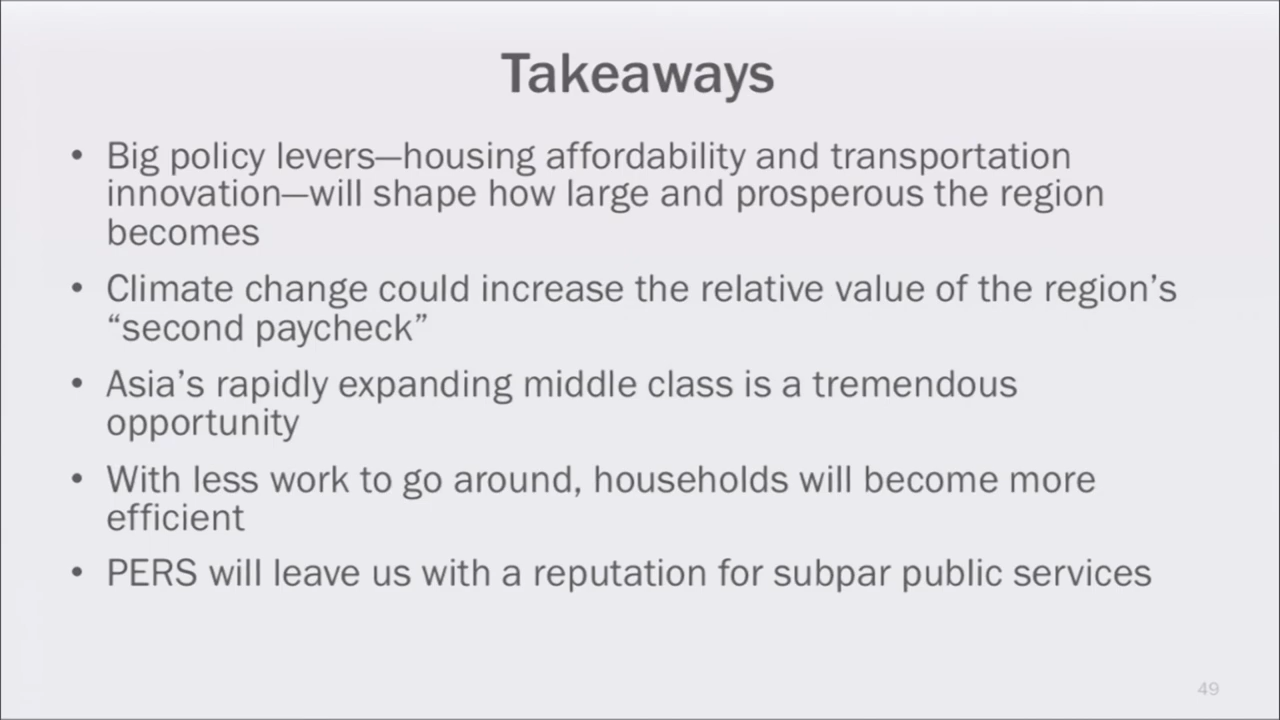 Takeaways
• Big policy levers—housing affordability and transportation
innovation—will shape how large and prosperous the region
becomes
• Climate change could increase the relative value of the region’s
“second paycheck”
• Asia’s rapidly expanding middle class is a tremendous
opportunity
• With less work to go around, households will become more
efficient
• PERS will leave us with a reputation for subpar public services
49